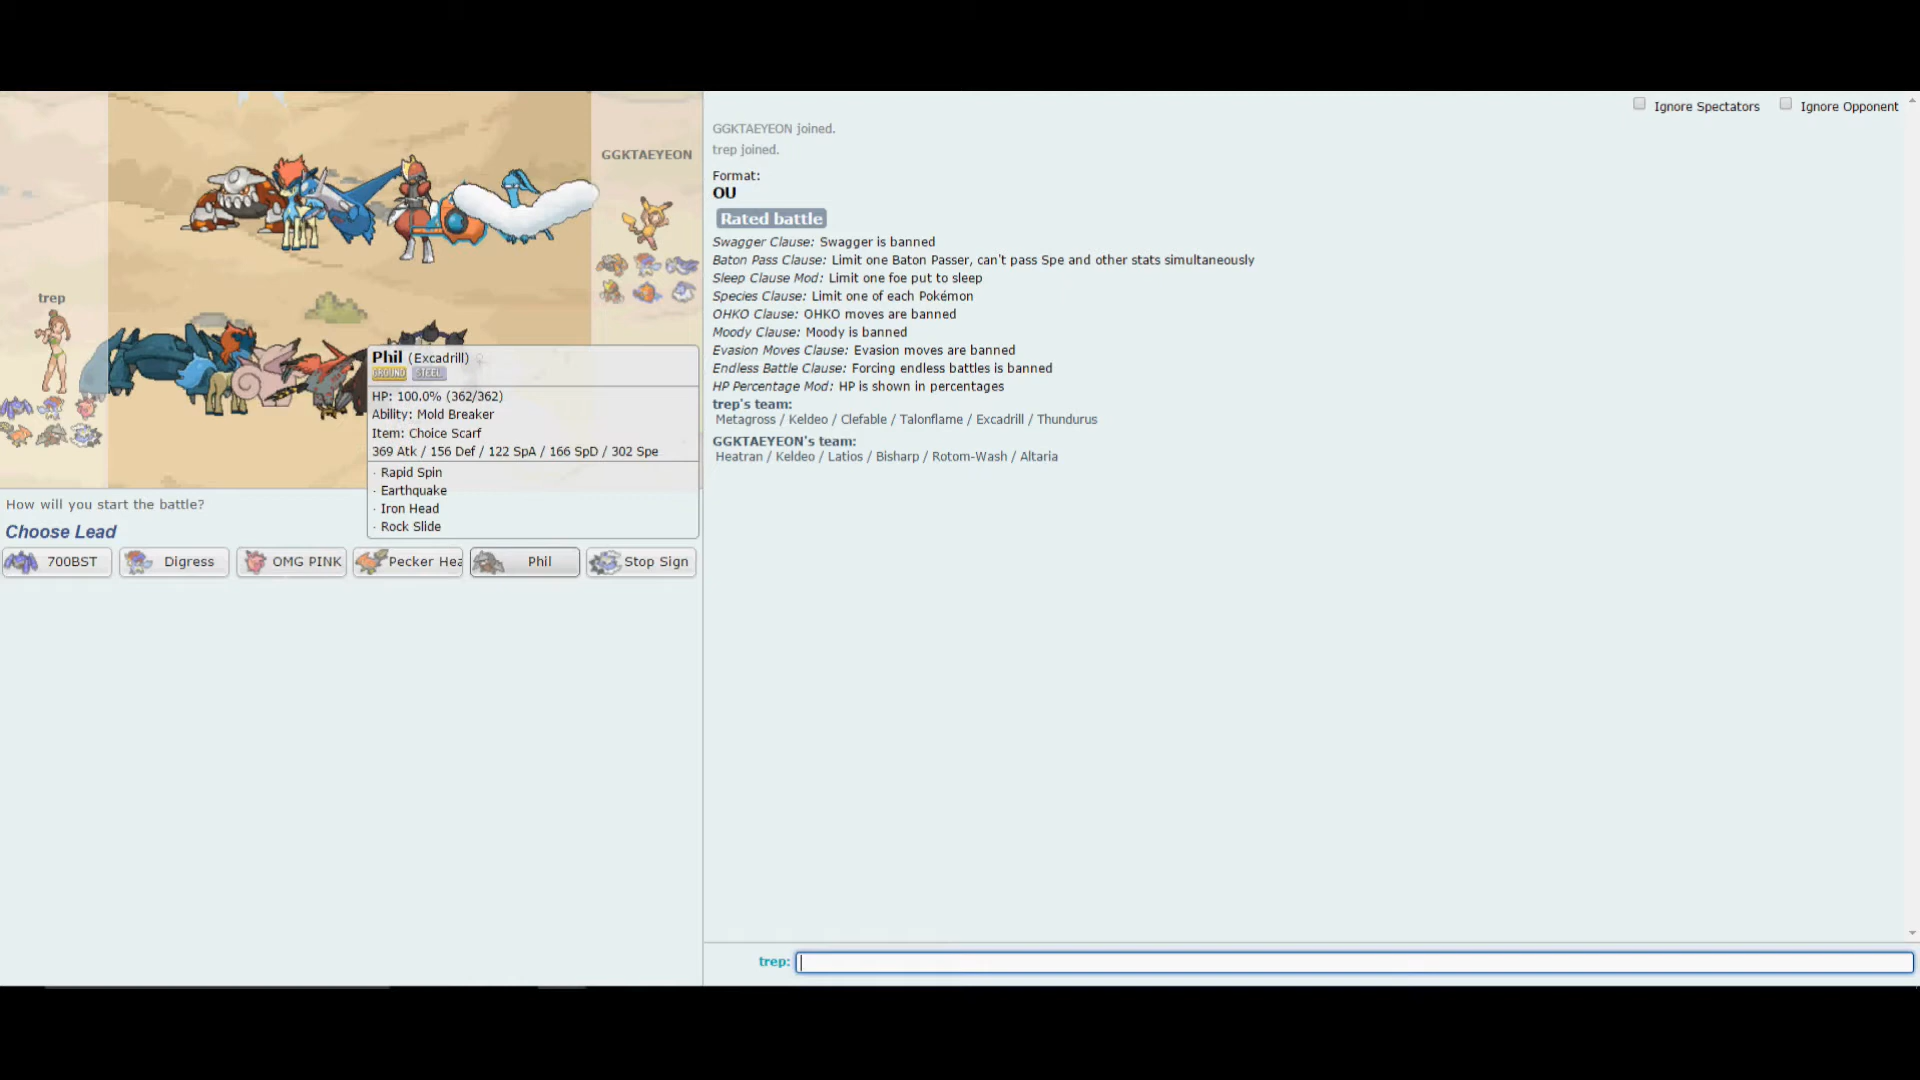 Ignore Spectators
Ignore Opponent
GGKTAEYEON joined.
trep joined.
Format:
OU
Rated battle
Swagger Clause: Swagger is banned
Baton Pass Clause: Limit one Baton Passer, can't pass Spe and other stats simultaneously
Sleep Clause Mod: Limit one foe put to sleep
Species Clause: Limit one of each Pokémon
OHKO Clause: OHKO moves are banned
Moody Clause: Moody is banned
Evasion Moves Clause: Evasion moves are banned
Endless Battle Clause: Forcing endless battles is banned
HP Percentage Mod: HP is shown in percentages
trep's team:
Metagross / Keldeo / Clefable / Talonflame / Excadrill / Thundurus
GGKTAEYEON's team:
Heatran / Keldeo / Latios / Bisharp / Rotom-Wash / Altaria
GGKTAEYEON
trep
Phil (Excadrill)
GROUND STEEL
HP: 100.0% (362/362)
Ability: Mold Breaker
Item: Choice Scarf
369 Atk / 156 Def / 122 SpA / 166 SpD / 302 Spe
· Rapid Spin
· Earthquake
· Iron Head
· Rock Slide
How will you start the battle?
Choose Lead
700BST
Digress
OMG PINK
Pecker Hea
Phil
Stop Sign
trep: